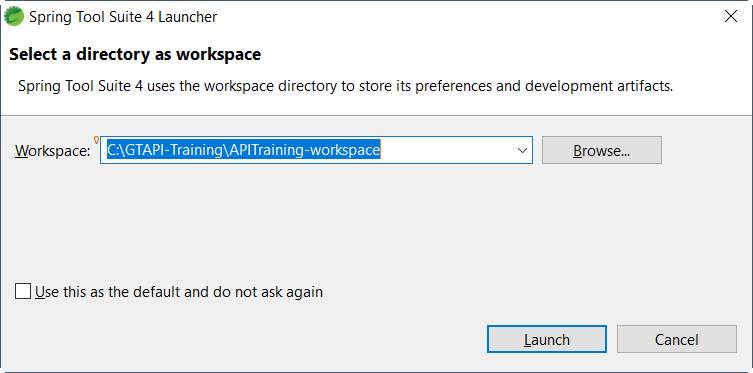 Spring Tool Suite 4 Launcher
Select a directory as workspace
Spring Tool Suite 4 uses the workspace directory to store its preferences and development artifacts.
Workspace: C:\GTAPI-Training\APITraining-workspace Browse...
Use this as the default and do not ask again
Launch Cancel